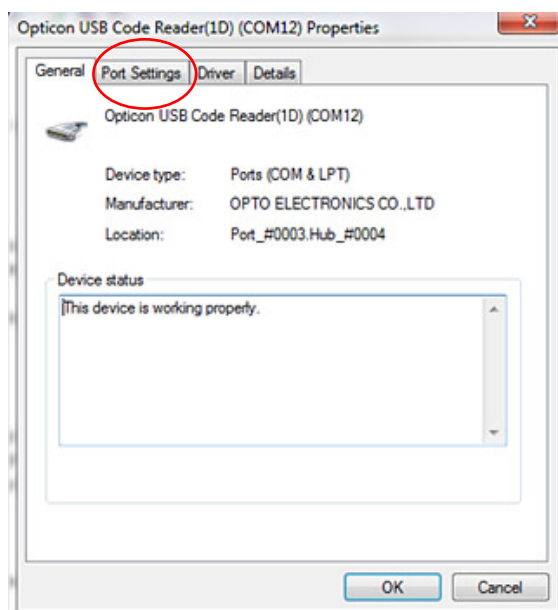 Opticon USB Code Reader(1D) (COM12) Properties
General Port Settings Driver Details
Opticon USB Code Reader(1D) (COM12)
Device type: Ports (COM & LPT)
Manufacturer: OPTO ELECTRONICS CO.,LTD
Location: Port_#0003.Hub_#0004
Device status
This device is working properly.
OK Cancel